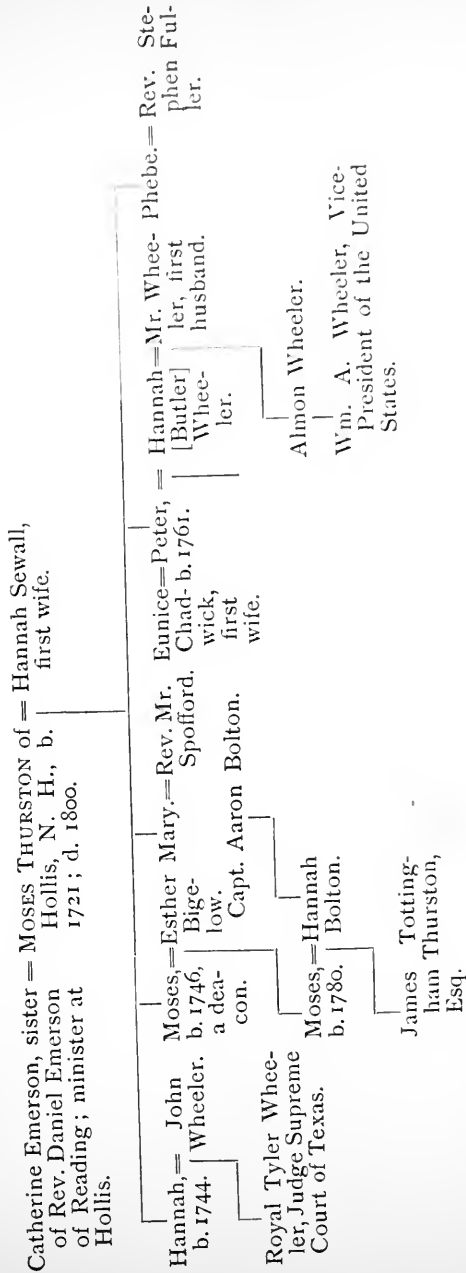 Catherine Emerson, sister = MOSES THURSTON of = Hannah Sewall,
of Rev. Daniel Emerson Hollis, N. H., b. first wife.
of Reading; minister at 1721; d. 1800.
Hollis.
Hannah, = John
b. 1744. Wheeler.
Moses, = Esther
b. 1746, Bige-
a dea- low.
con.
Mary. = Rev. Mr.
Spofford.
Eunice = Peter, =
Chad- b. 1761.
wick,
first
wife.
Hannah = Mr. Whee-
[Butler] ler, first
Whee- husband.
ler.
Phebe. = Rev. Ste-
phen Ful-
ler.
Royal Tyler Whee-
ler, Judge Supreme
Court of Texas.
Capt. Aaron Bolton.
Moses, = Hannah
b. 1780. Bolton.
James Totting-
ham Thurston,
Esq.
Almon Wheeler.
Wm. A. Wheeler, Vice-
President of the United
States.